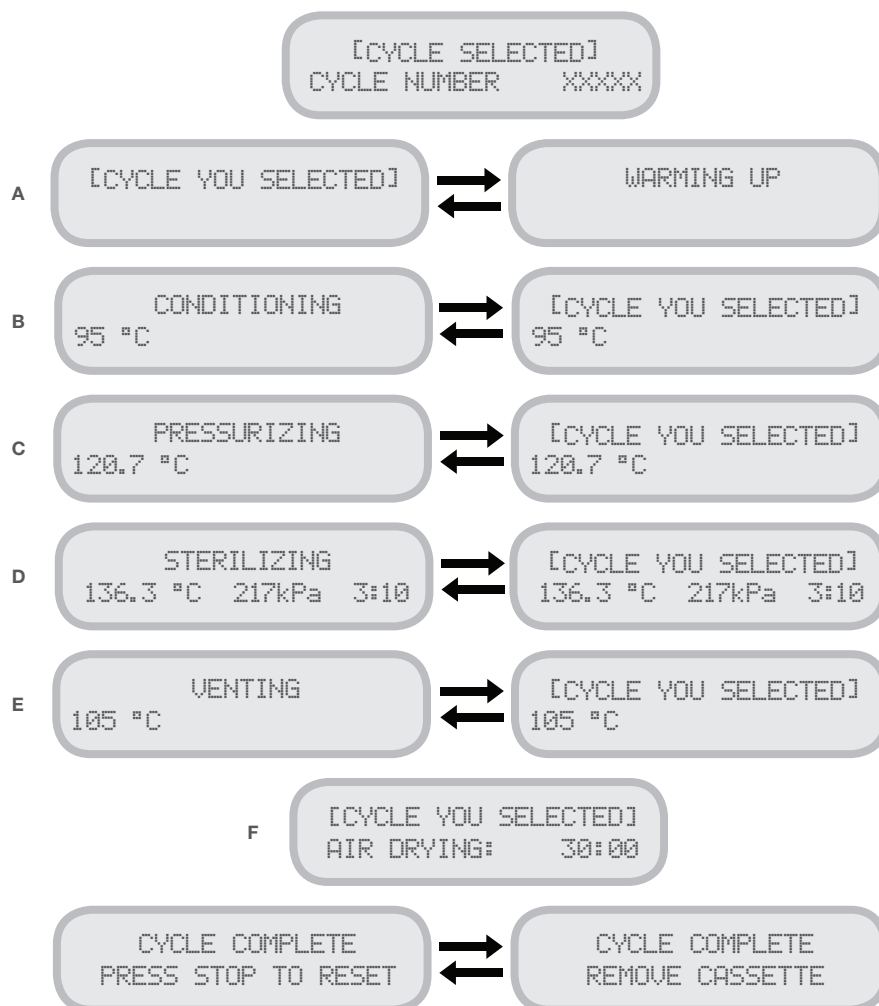 [CYCLE SELECTED]
CYCLE NUMBER XXXXX
A
[CYCLE YOU SELECTED]
WARMING UP
B
CONDITIONING
95 °C
[CYCLE YOU SELECTED]
95 °C
C
PRESSURIZING
120.7 °C
[CYCLE YOU SELECTED]
120.7 °C
D
STERILIZING
136.3 °C 217kPa 3:10
[CYCLE YOU SELECTED]
136.3 °C 217kPa 3:10
E
VENTING
105 °C
[CYCLE YOU SELECTED]
105 °C
F
[CYCLE YOU SELECTED]
AIR DRYING: 30:00
CYCLE COMPLETE
PRESS STOP TO RESET
CYCLE COMPLETE
REMOVE CASSETTE